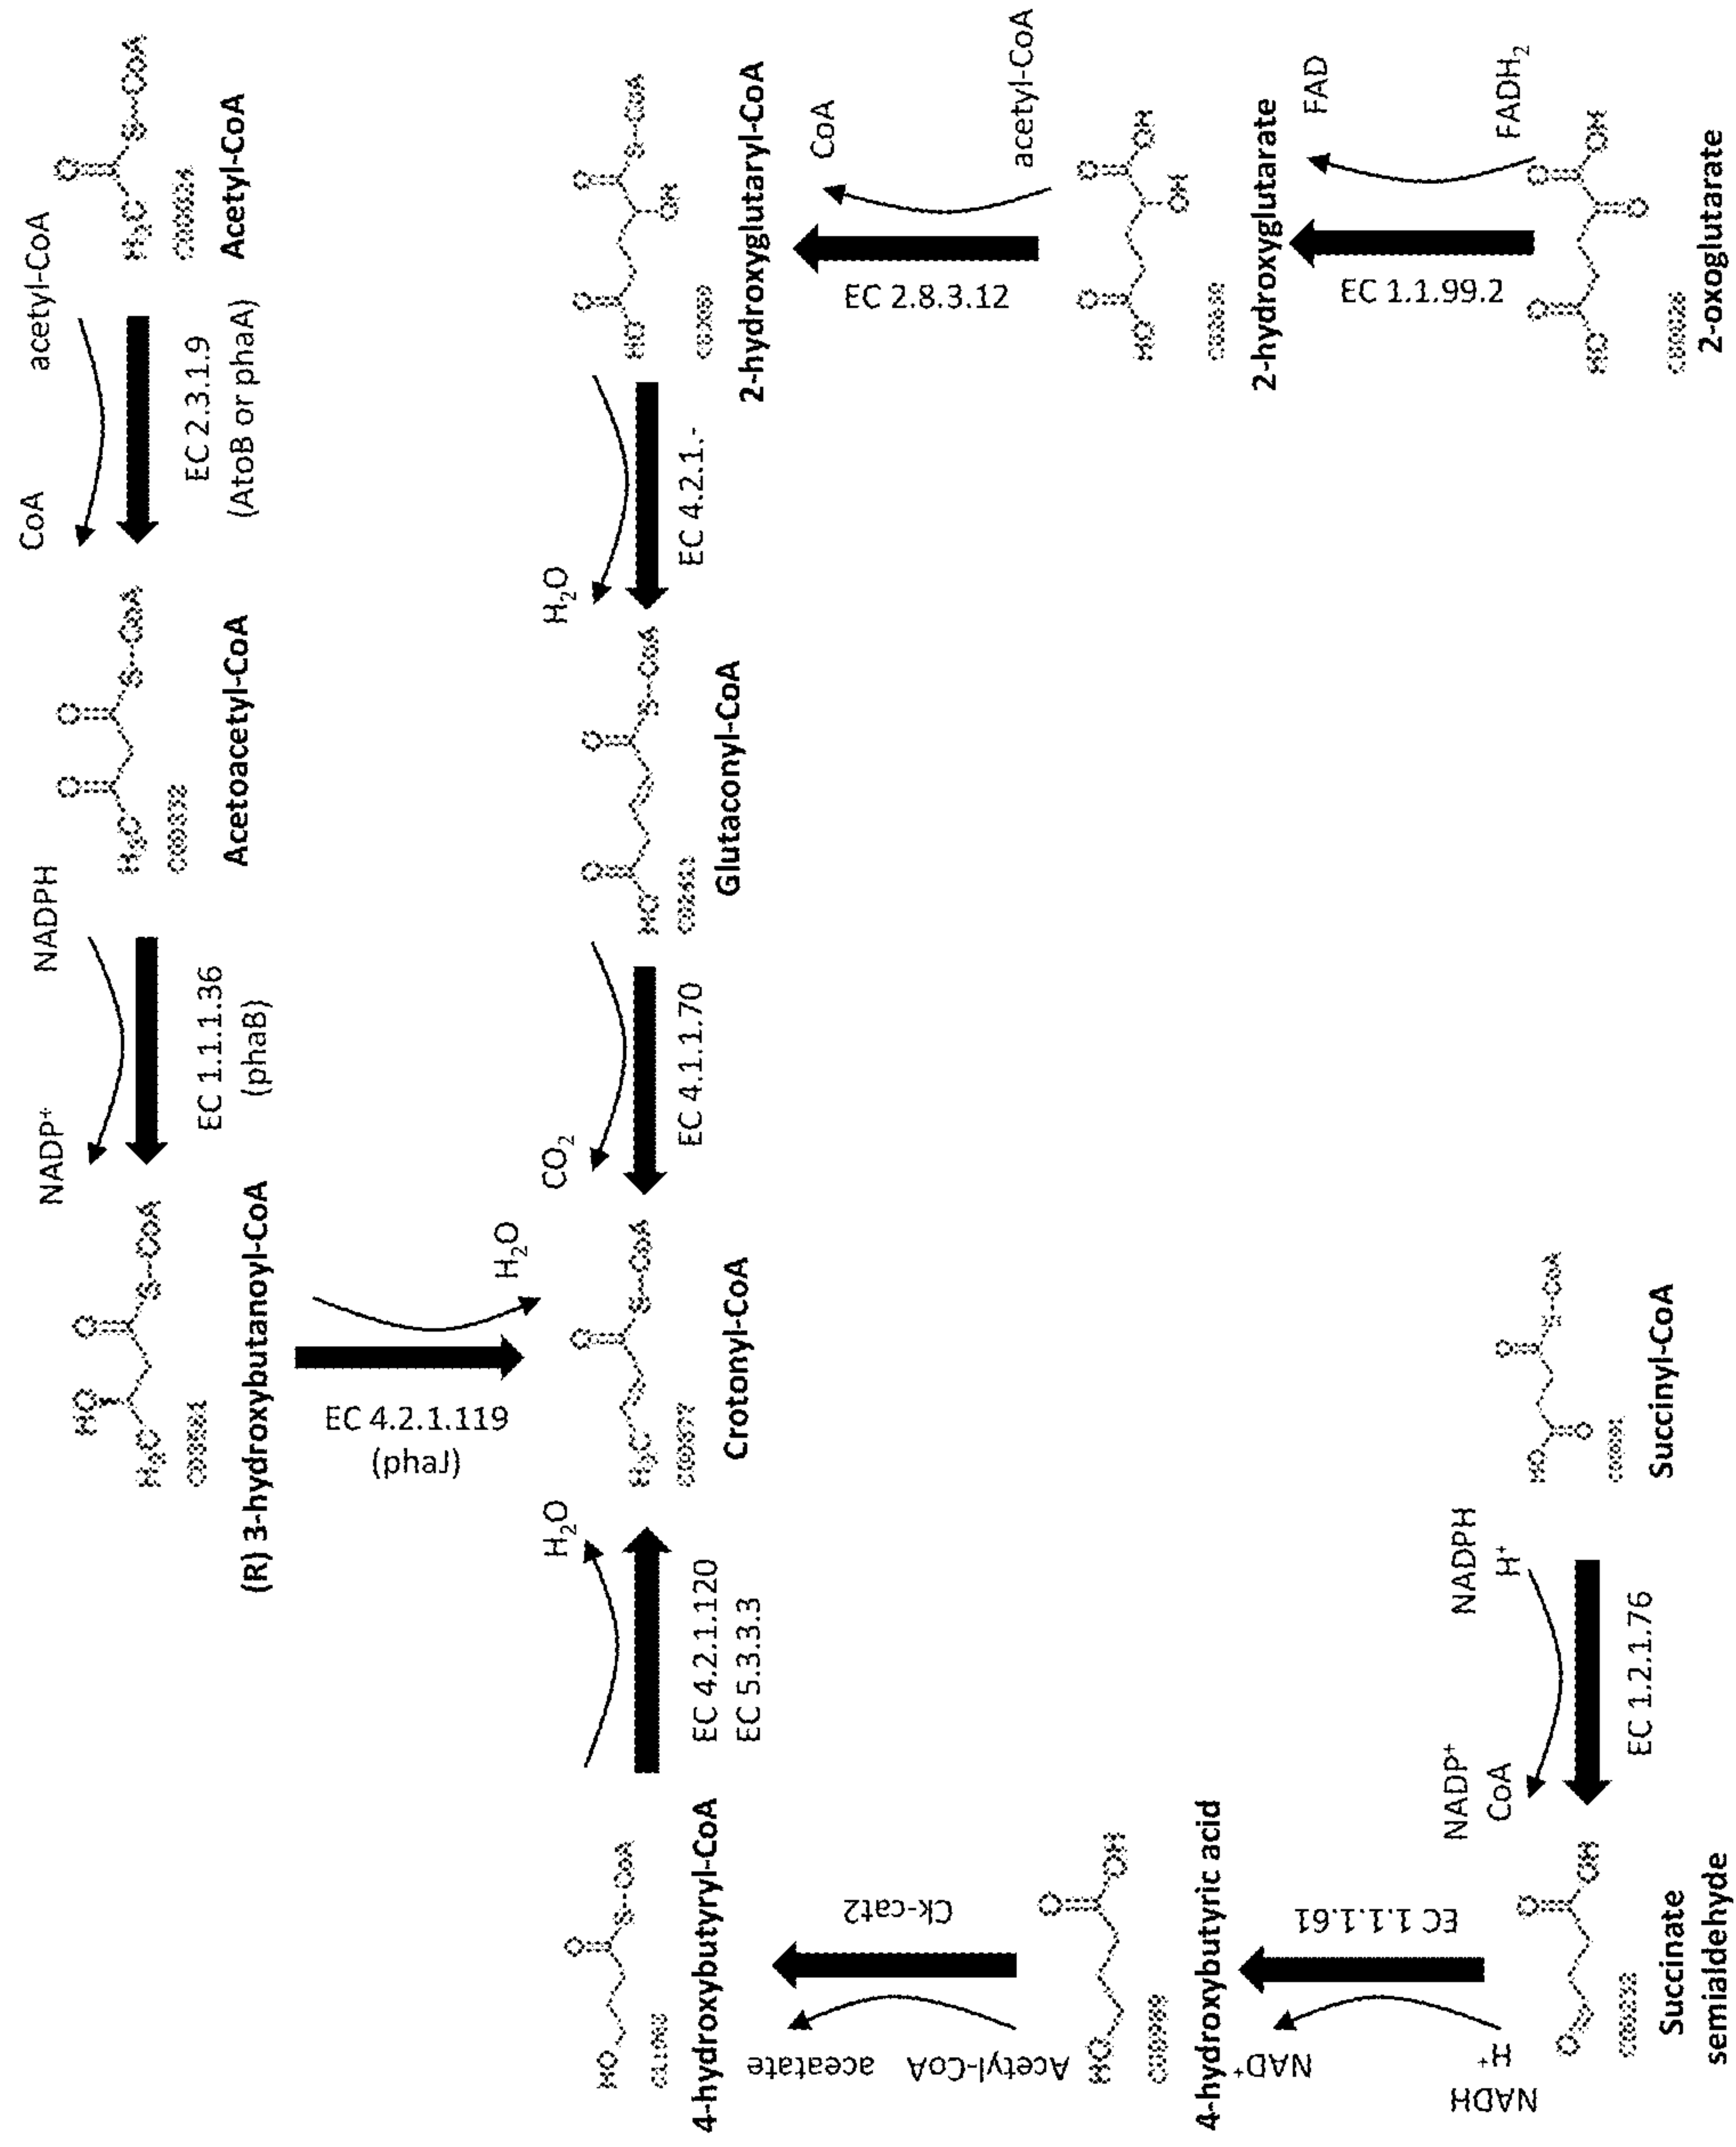 acetyl-CoA
CoA
Acetyl-CoA
EC 2.3.1.9
(AtoB or phaA)
Acetoacetyl-CoA
NADPH
NADP⁺
EC 1.1.1.36
(phaB)
(R) 3-hydroxybutanoyl-CoA
H₂O
EC 4.2.1.119
(phaJ)
Crotonyl-CoA
CO₂
EC 4.1.1.70
Glutaconyl-CoA
H₂O
EC 4.2.1.-
2-hydroxyglutaryl-CoA
CoA
acetyl-CoA
EC 2.8.3.12
2-hydroxyglutarate
FAD
FADH₂
EC 1.1.99.2
2-oxoglutarate
H₂O
EC 4.2.1.120
EC 5.3.3.3
4-hydroxybutyryl-CoA
Ck-cat2
aceatate
Acetyl-CoA
4-hydroxybutyric acid
EC 1.1.1.61
NAD⁺
H⁺
NADH
Succinate
semialdehyde
NADPH
H⁺
NADP⁺
CoA
EC 1.2.1.76
Succinyl-CoA